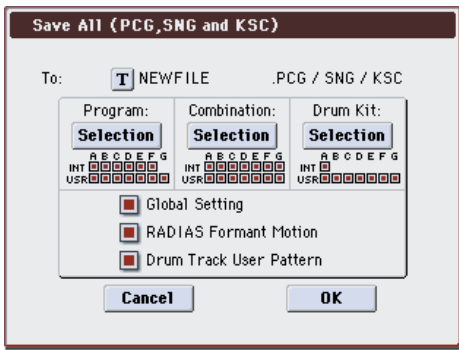 Save All (PCG,SNG and KSC)
To: T NEWFILE .PCG / SNG / KSC
Program: Combination: Drum Kit:
Selection Selection Selection
A B C D E F G A B C D E F G A B C D E F G
INT INT INT
USR USR USR
Global Setting
RADIAS Formant Motion
Drum Track User Pattern
Cancel OK